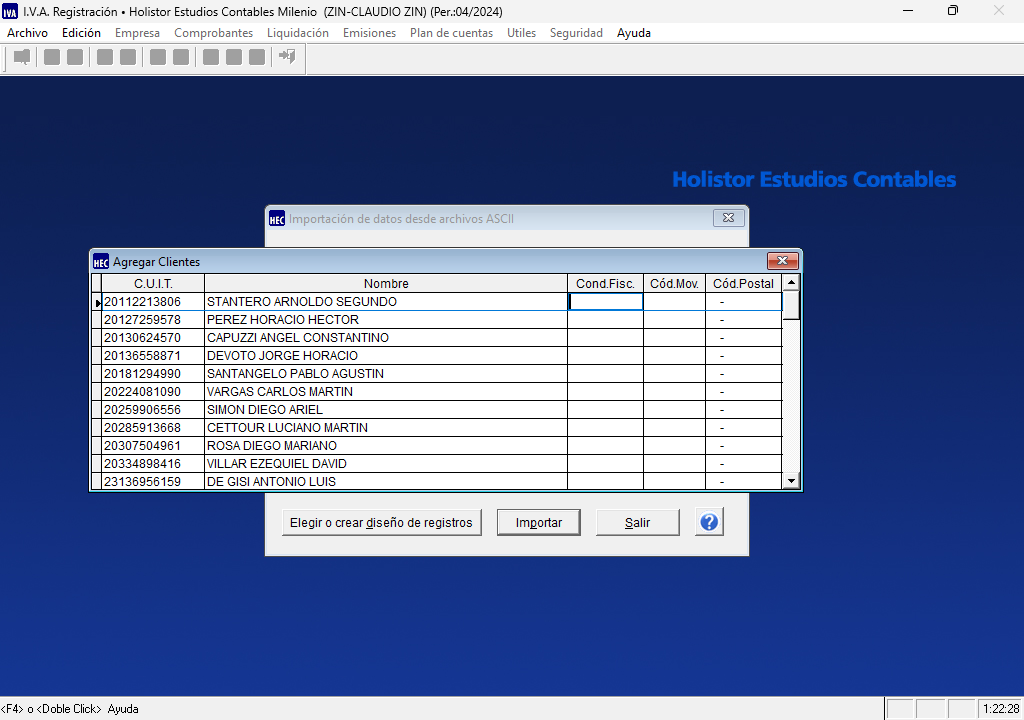 IVA I.V.A. Registración • Holistor Estudios Contables Milenio (ZIN-CLAUDIO ZIN) (Per.:04/2024)
Archivo Edición Empresa Comprobantes Liquidación Emisiones Plan de cuentas Utiles Seguridad Ayuda
Holistor Estudios Contables
HEC Importación de datos desde archivos ASCII
HEC Agregar Clientes
C.U.I.T. Nombre Cond.Fisc. Cód.Mov. Cód.Postal
20112213806 STANTERO ARNOLDO SEGUNDO -
20127259578 PEREZ HORACIO HECTOR -
20130624570 CAPUZZI ANGEL CONSTANTINO -
20136558871 DEVOTO JORGE HORACIO -
20181294990 SANTANGELO PABLO AGUSTIN -
20224081090 VARGAS CARLOS MARTIN -
20259906556 SIMON DIEGO ARIEL -
20285913668 CETTOUR LUCIANO MARTIN -
20307504961 ROSA DIEGO MARIANO -
20334898416 VILLAR EZEQUIEL DAVID -
23136956159 DE GISI ANTONIO LUIS -
Elegir o crear diseño de registros Importar Salir ?
<F4> o <Doble Click> Ayuda 1:22:28